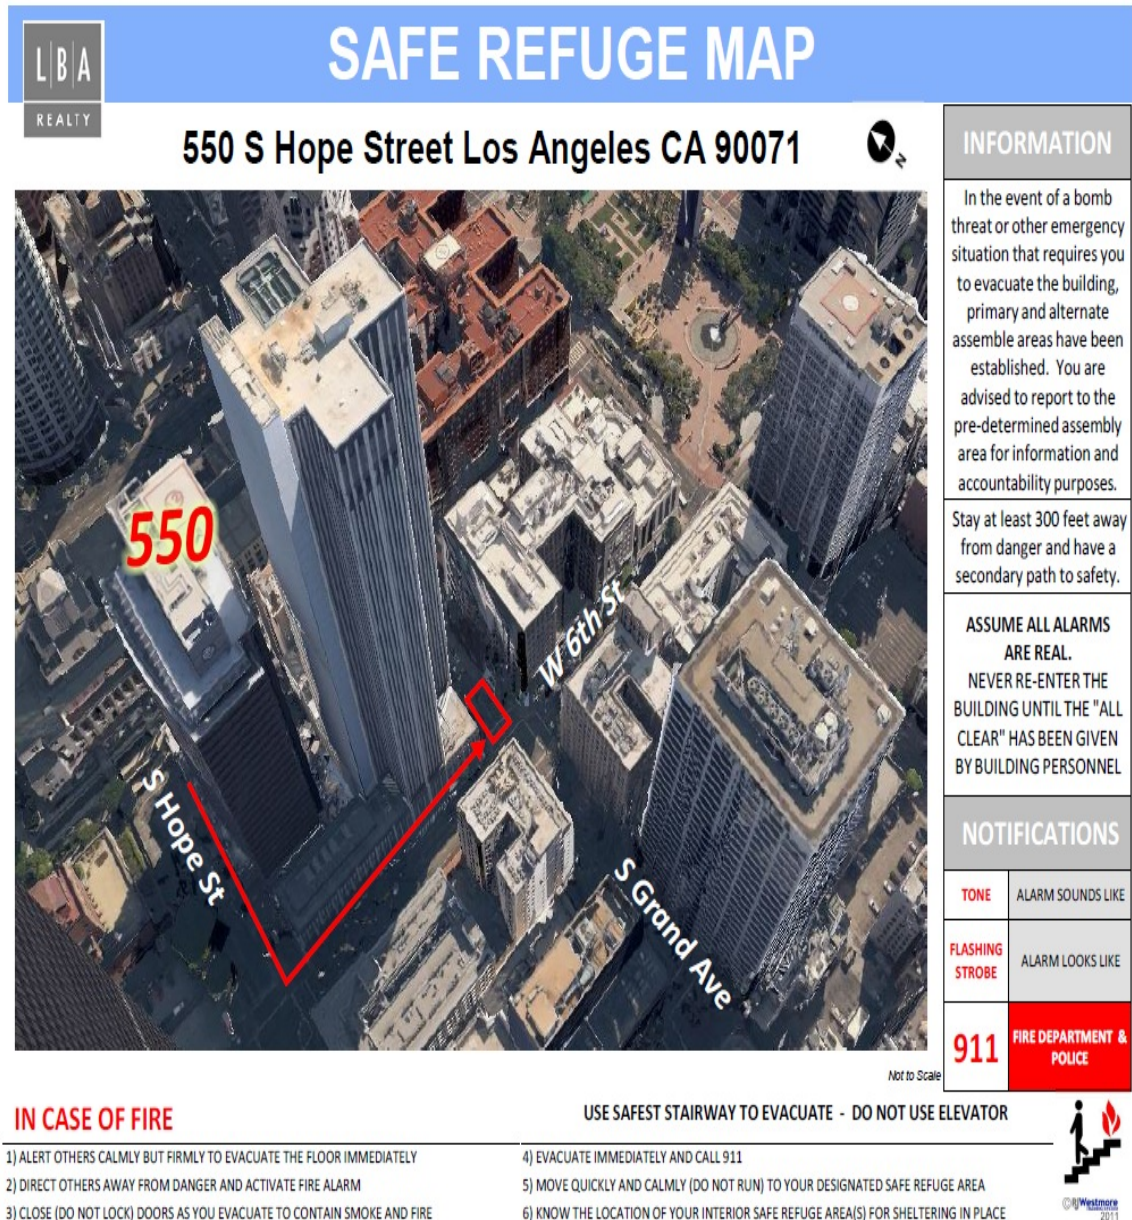 L|B|A
REALTY
SAFE REFUGE MAP
550 S Hope Street Los Angeles CA 90071
N
550
S Hope St
W 6th St
S Grand Ave
Not to Scale
INFORMATION
In the event of a bomb
threat or other emergency
situation that requires you
to evacuate the building,
primary and alternate
assemble areas have been
established. You are
advised to report to the
pre-determined assembly
area for information and
accountability purposes.
Stay at least 300 feet away
from danger and have a
secondary path to safety.
ASSUME ALL ALARMS
ARE REAL.
NEVER RE-ENTER THE
BUILDING UNTIL THE "ALL
CLEAR" HAS BEEN GIVEN
BY BUILDING PERSONNEL
NOTIFICATIONS
TONE ALARM SOUNDS LIKE
FLASHING
STROBE
ALARM LOOKS LIKE
911
FIRE DEPARTMENT &
POLICE
IN CASE OF FIRE
USE SAFEST STAIRWAY TO EVACUATE - DO NOT USE ELEVATOR
1) ALERT OTHERS CALMLY BUT FIRMLY TO EVACUATE THE FLOOR IMMEDIATELY
2) DIRECT OTHERS AWAY FROM DANGER AND ACTIVATE FIRE ALARM
3) CLOSE (DO NOT LOCK) DOORS AS YOU EVACUATE TO CONTAIN SMOKE AND FIRE
4) EVACUATE IMMEDIATELY AND CALL 911
5) MOVE QUICKLY AND CALMLY (DO NOT RUN) TO YOUR DESIGNATED SAFE REFUGE AREA
6) KNOW THE LOCATION OF YOUR INTERIOR SAFE REFUGE AREA(S) FOR SHELTERING IN PLACE
©RJWestmore
2011